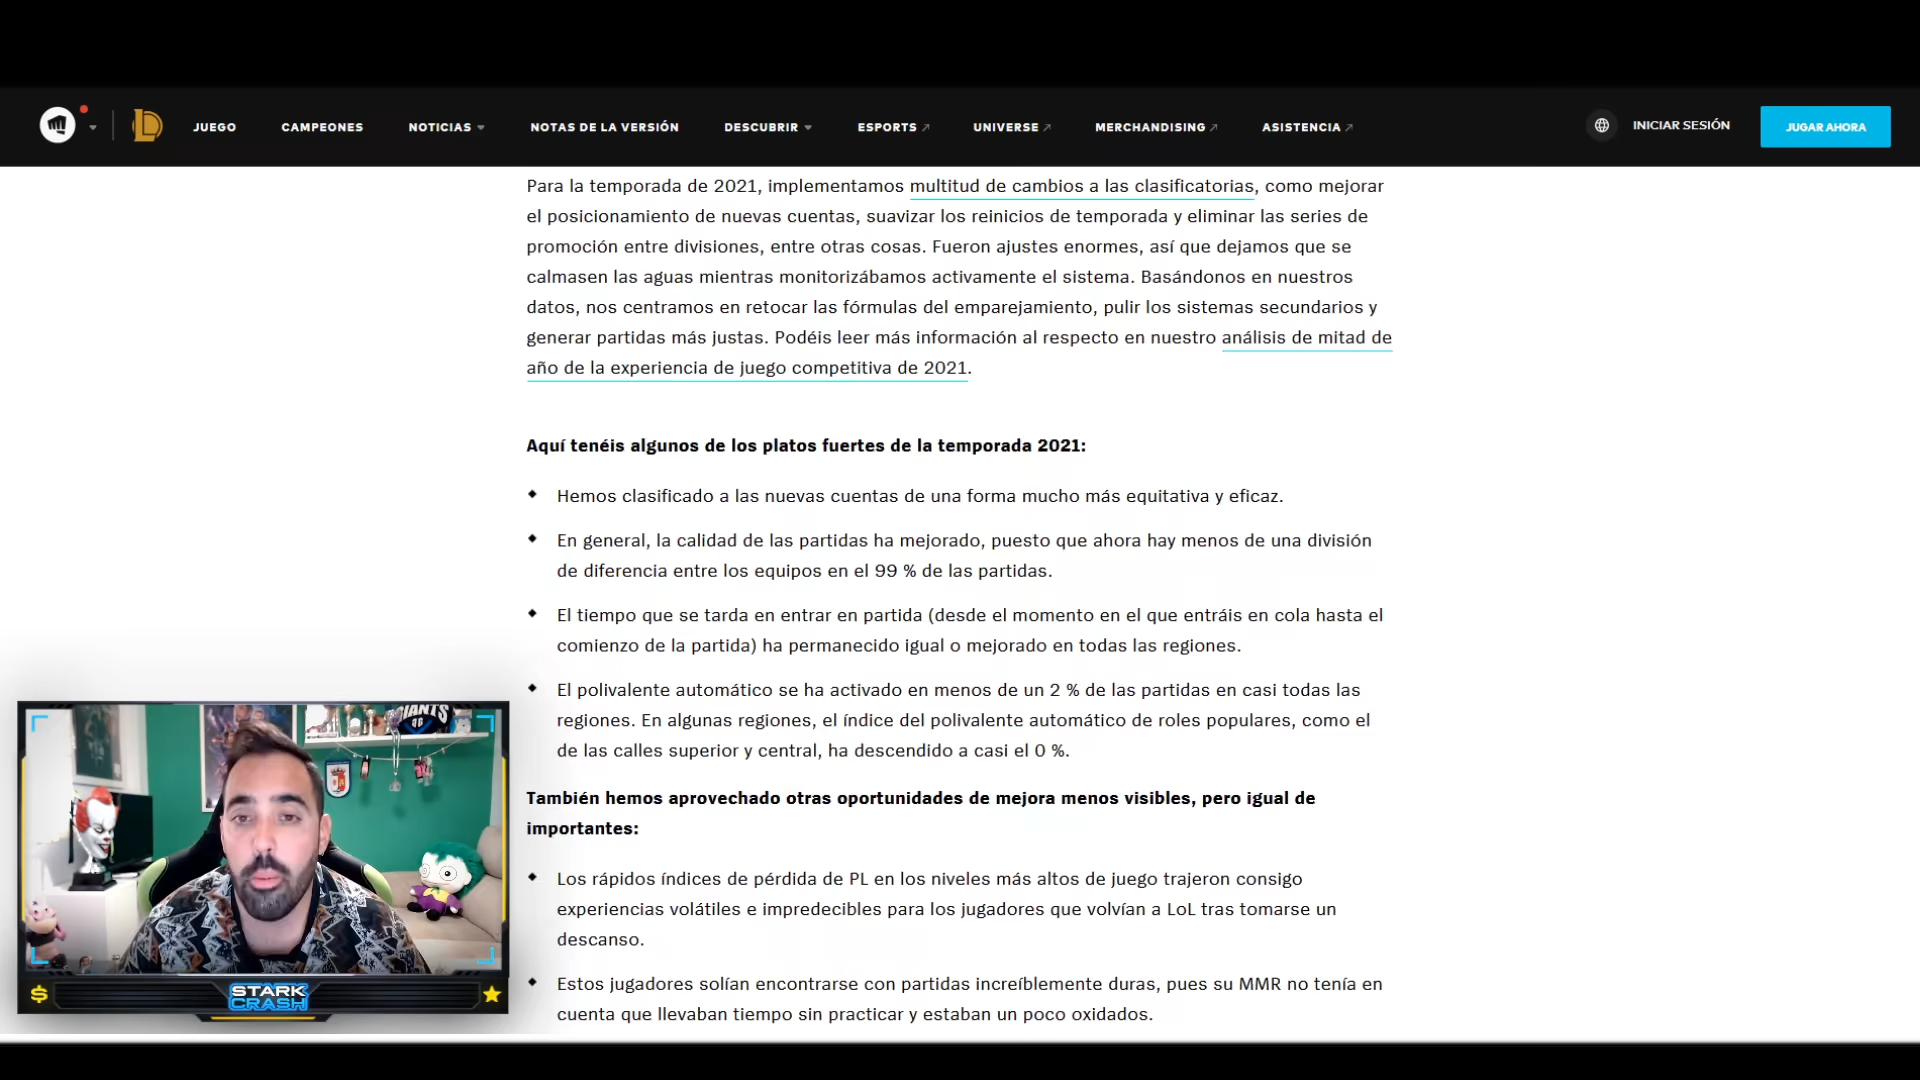 JUEGO
CAMPEONES
NOTICIAS
NOTAS DE LA VERSIÓN
DESCUBRIR
ESPORTS
UNIVERSE
MERCHANDISING
ASISTENCIA
INICIAR SESIÓN
JUGAR AHORA
Para la temporada de 2021, implementamos multitud de cambios a las clasificatorias, como mejorar
el posicionamiento de nuevas cuentas, suavizar los reinicios de temporada y eliminar las series de
promoción entre divisiones, entre otras cosas. Fueron ajustes enormes, así que dejamos que se
calmasen las aguas mientras monitorizábamos activamente el sistema. Basándonos en nuestros
datos, nos centramos en retocar las fórmulas del emparejamiento, pulir los sistemas secundarios y
generar partidas más justas. Podéis leer más información al respecto en nuestro análisis de mitad de
año de la experiencia de juego competitiva de 2021.
Aquí tenéis algunos de los platos fuertes de la temporada 2021:
Hemos clasificado a las nuevas cuentas de una forma mucho más equitativa y eficaz.
En general, la calidad de las partidas ha mejorado, puesto que ahora hay menos de una división
de diferencia entre los equipos en el 99 % de las partidas.
El tiempo que se tarda en entrar en partida (desde el momento en el que entráis en cola hasta el
comienzo de la partida) ha permanecido igual o mejorado en todas las regiones.
El polivalente automático se ha activado en menos de un 2 % de las partidas en casi todas las
regiones. En algunas regiones, el índice del polivalente automático de roles populares, como el
de las calles superior y central, ha descendido a casi el 0 %.
También hemos aprovechado otras oportunidades de mejora menos visibles, pero igual de
importantes:
Los rápidos índices de pérdida de PL en los niveles más altos de juego trajeron consigo
experiencias volátiles e impredecibles para los jugadores que volvían a LoL tras tomarse un
descanso.
Estos jugadores solían encontrarse con partidas increíblemente duras, pues su MMR no tenía en
cuenta que llevaban tiempo sin practicar y estaban un poco oxidados.
GIANTS
STARK
CRASH